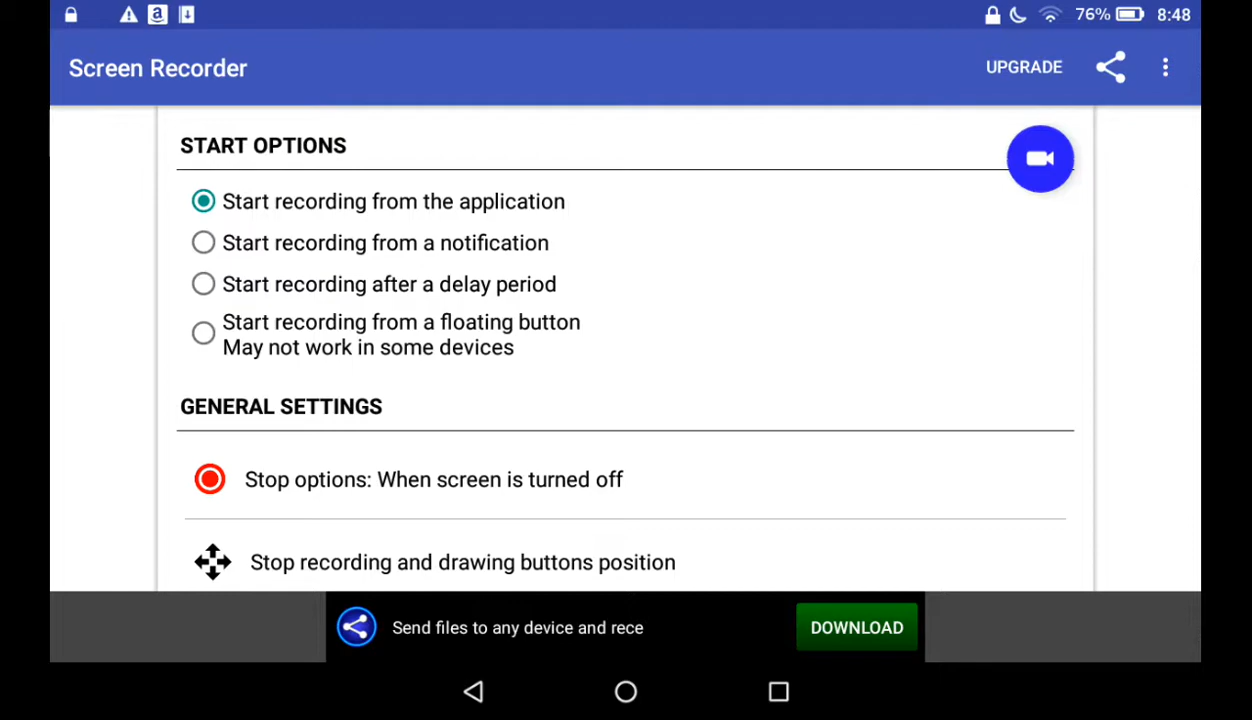 76% 8:48
Screen Recorder
UPGRADE
START OPTIONS
Start recording from the application
Start recording from a notification
Start recording after a delay period
Start recording from a floating button
May not work in some devices
GENERAL SETTINGS
Stop options: When screen is turned off
Stop recording and drawing buttons position
Send files to any device and rece
DOWNLOAD